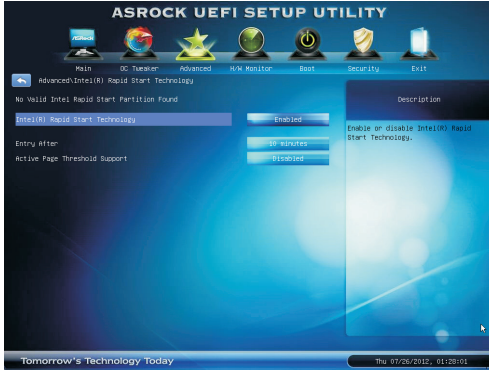 ASROCK UEFI SETUP UTILITY
ASRock
Main OC Tweaker Advanced H/W Monitor Boot Security Exit
Advanced\Intel(R) Rapid Start Technology
No Valid Intel Rapid Start Partition Found
Description
Intel(R) Rapid Start Technology Enabled
Enable or disable Intel(R) Rapid
Start Technology.
Entry After 10 minutes
Active Page Threshold Support Disabled
Tomorrow's Technology Today
Thu 07/26/2012, 01:28:01